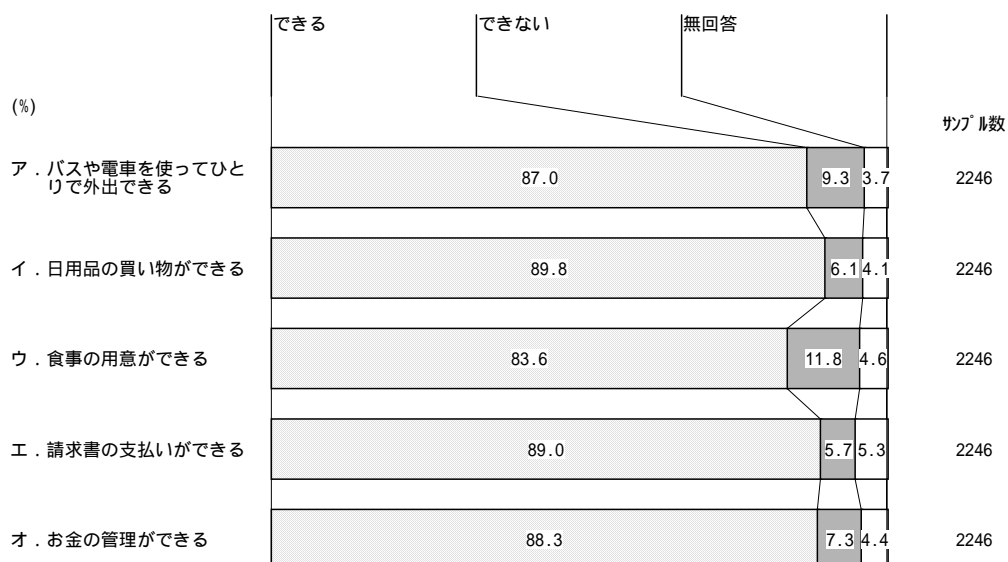 できる できない 無回答
(%)
サンプル数
ア．バスや電車を使ってひと
りで外出できる
87.0 9.3 3.7 2246
イ．日用品の買い物ができる 89.8 6.1 4.1 2246
ウ．食事の用意ができる 83.6 11.8 4.6 2246
エ．請求書の支払いができる 89.0 5.7 5.3 2246
オ．お金の管理ができる 88.3 7.3 4.4 2246